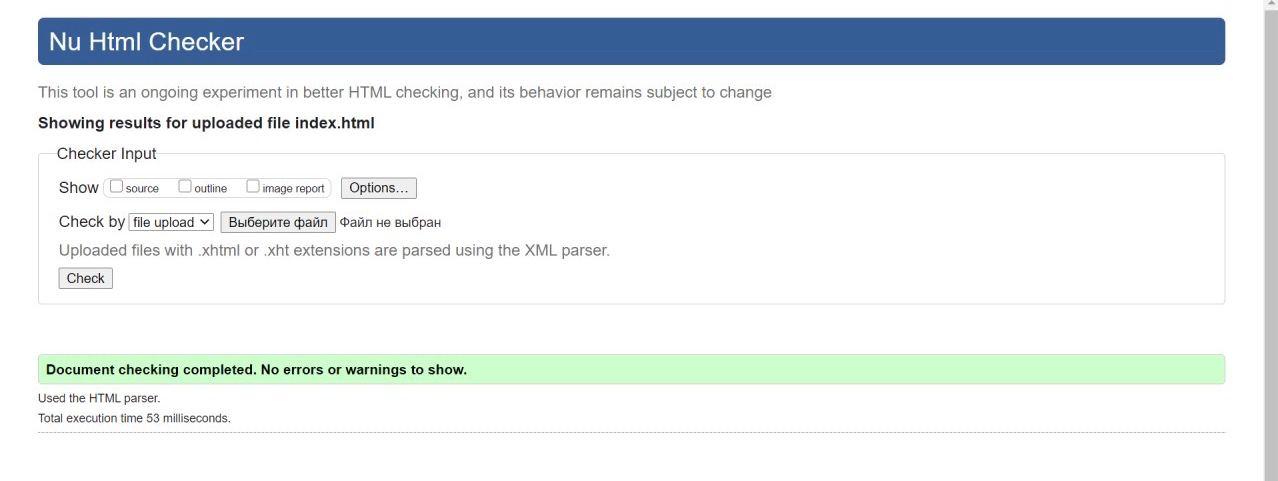 Nu Html Checker
This tool is an ongoing experiment in better HTML checking, and its behavior remains subject to change
Showing results for uploaded file index.html
Checker Input
Show source outline image report Options...
Check by file upload Выберите файл Файл не выбран
Uploaded files with .xhtml or .xht extensions are parsed using the XML parser.
Check
Document checking completed. No errors or warnings to show.
Used the HTML parser.
Total execution time 53 milliseconds.